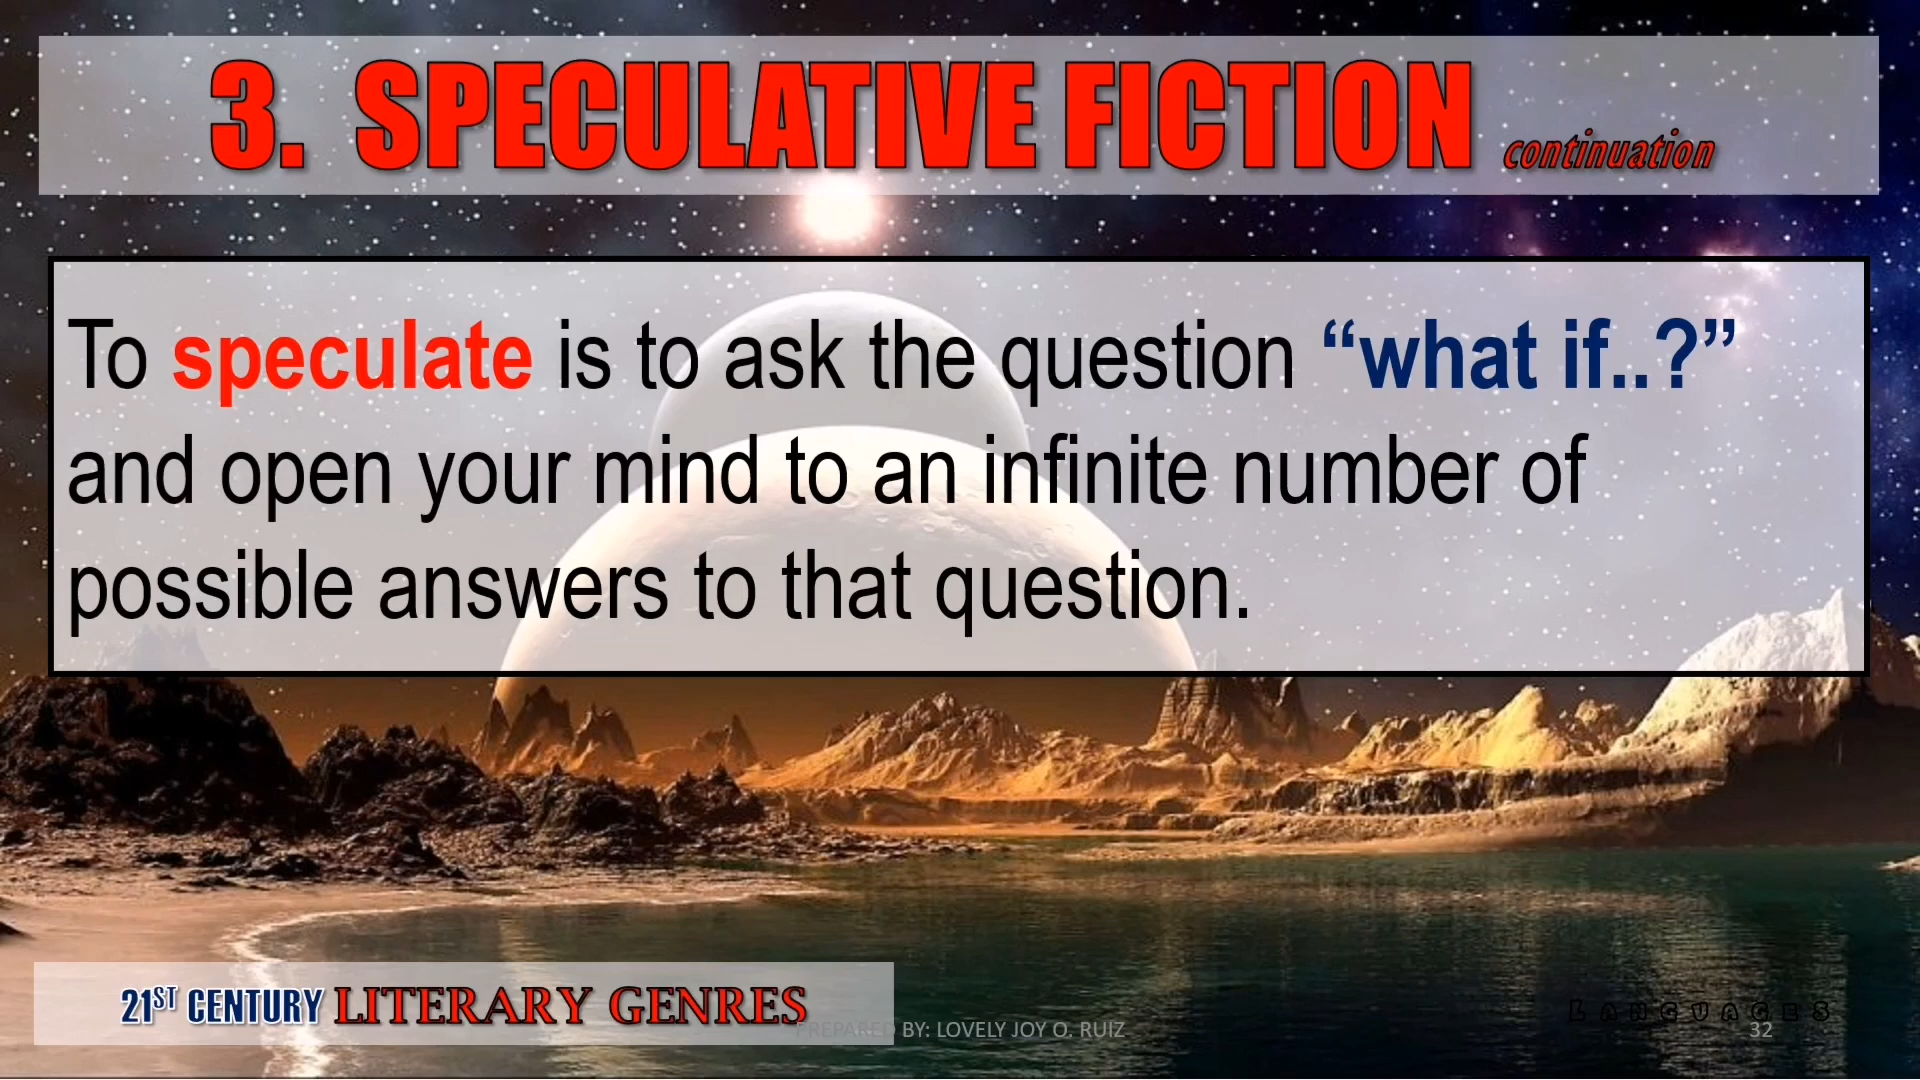 3. SPECULATIVE FICTION continuation
To speculate is to ask the question “what if..?”
and open your mind to an infinite number of
possible answers to that question.
21ST CENTURY LITERARY GENRES
PREPARED BY: LOVELY JOY O. RUIZ
LANGUAGES
32